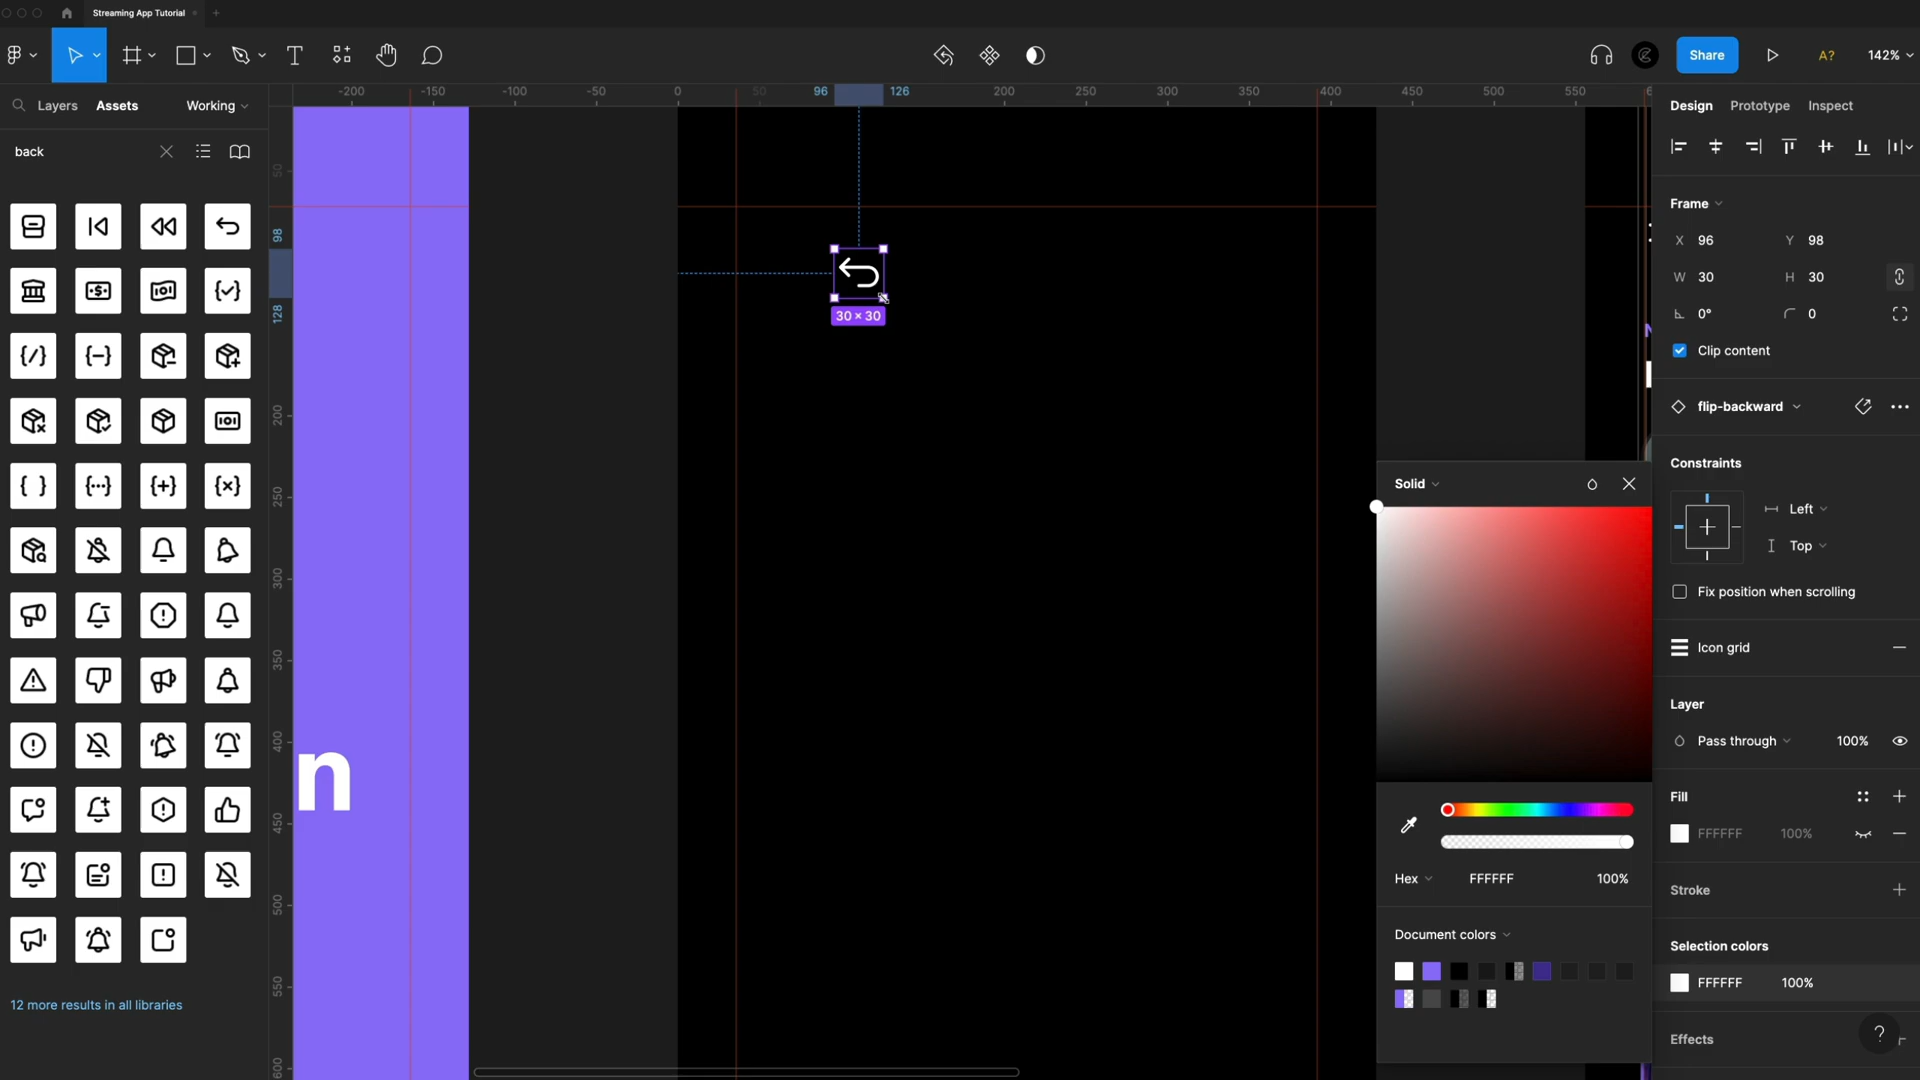 Streaming App Tutorial
Share
A?
142%
Layers
Assets
Working
back
12 more results in all libraries
-200
-150
-100
-50
0
50
96
126
200
250
300
350
400
450
500
550
6
50
98
128
200
250
300
350
400
450
500
550
600
n
30 × 30
Design
Prototype
Inspect
Frame
X 96
Y 98
W 30
H 30
0°
0
Clip content
flip-backward
Constraints
Left
Top
Fix position when scrolling
Icon grid
Layer
Pass through
100%
Fill
FFFFFF
100%
Stroke
Selection colors
FFFFFF
100%
Effects
?
Solid
Hex
FFFFFF
100%
Document colors